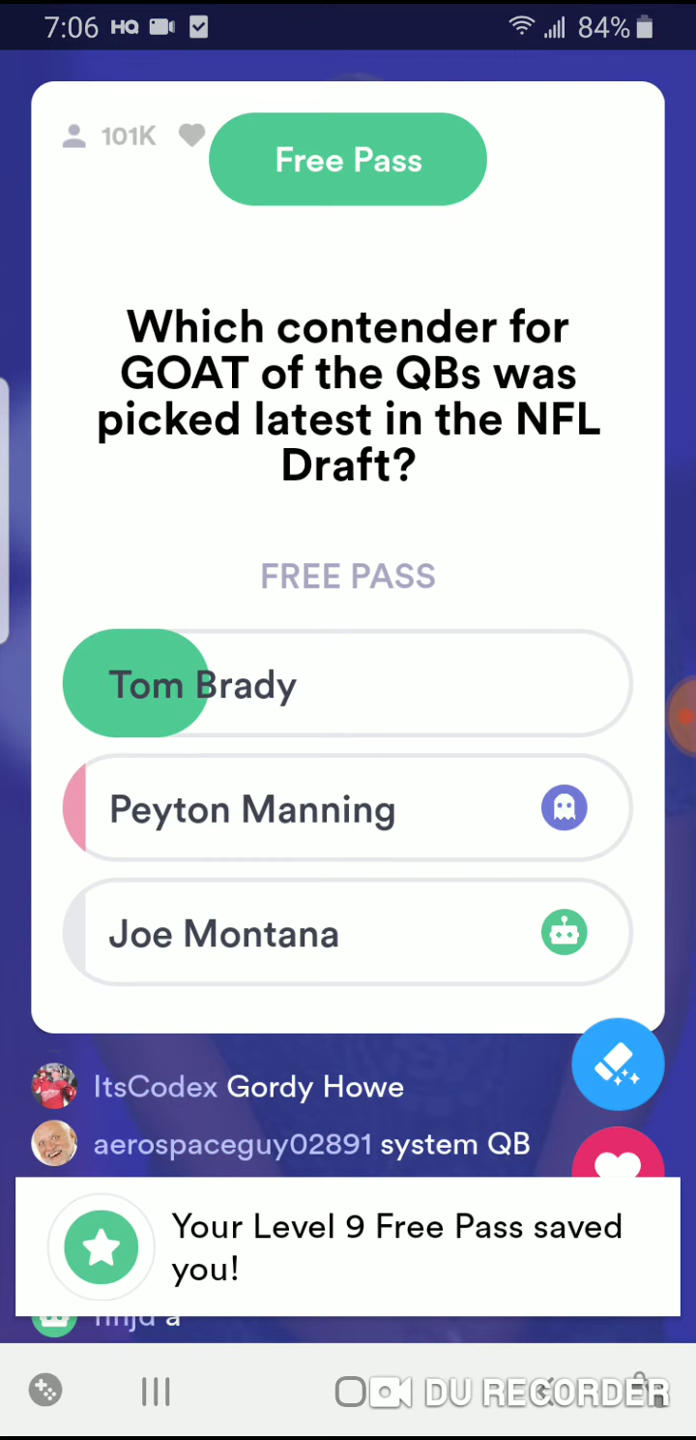 7:06 HQ 84%
101K
Free Pass
Which contender for
GOAT of the QBs was
picked latest in the NFL
Draft?
FREE PASS
Tom Brady
Peyton Manning
Joe Montana
ItsCodex Gordy Howe
aerospaceguy02891 system QB
Your Level 9 Free Pass saved
you!
DU RECORDER